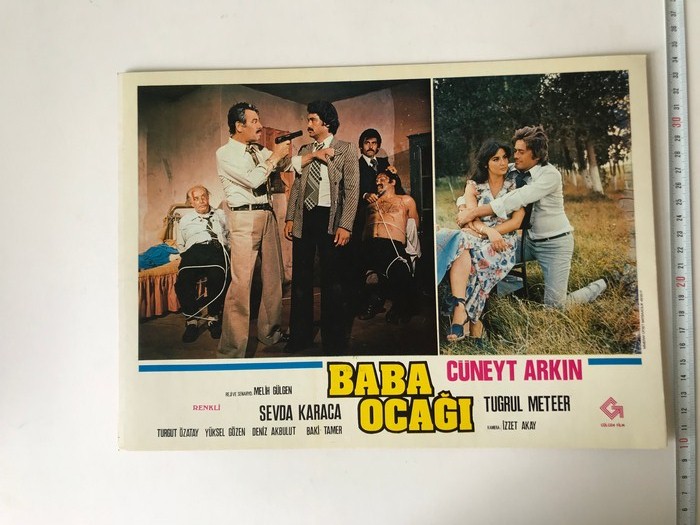 BABA OCAĞI
CÜNEYT ARKIN
REJİ VE SENARYO: MELİH GÜLGEN
RENKLİ
SEVDA KARACA
TUĞRUL METEER
TURGUT ÖZATAY YÜKSEL GÖZEN DENİZ AKBULUT BAKİ TAMER
KAMERA: İZZET AKAY
GÜLGEN FİLM